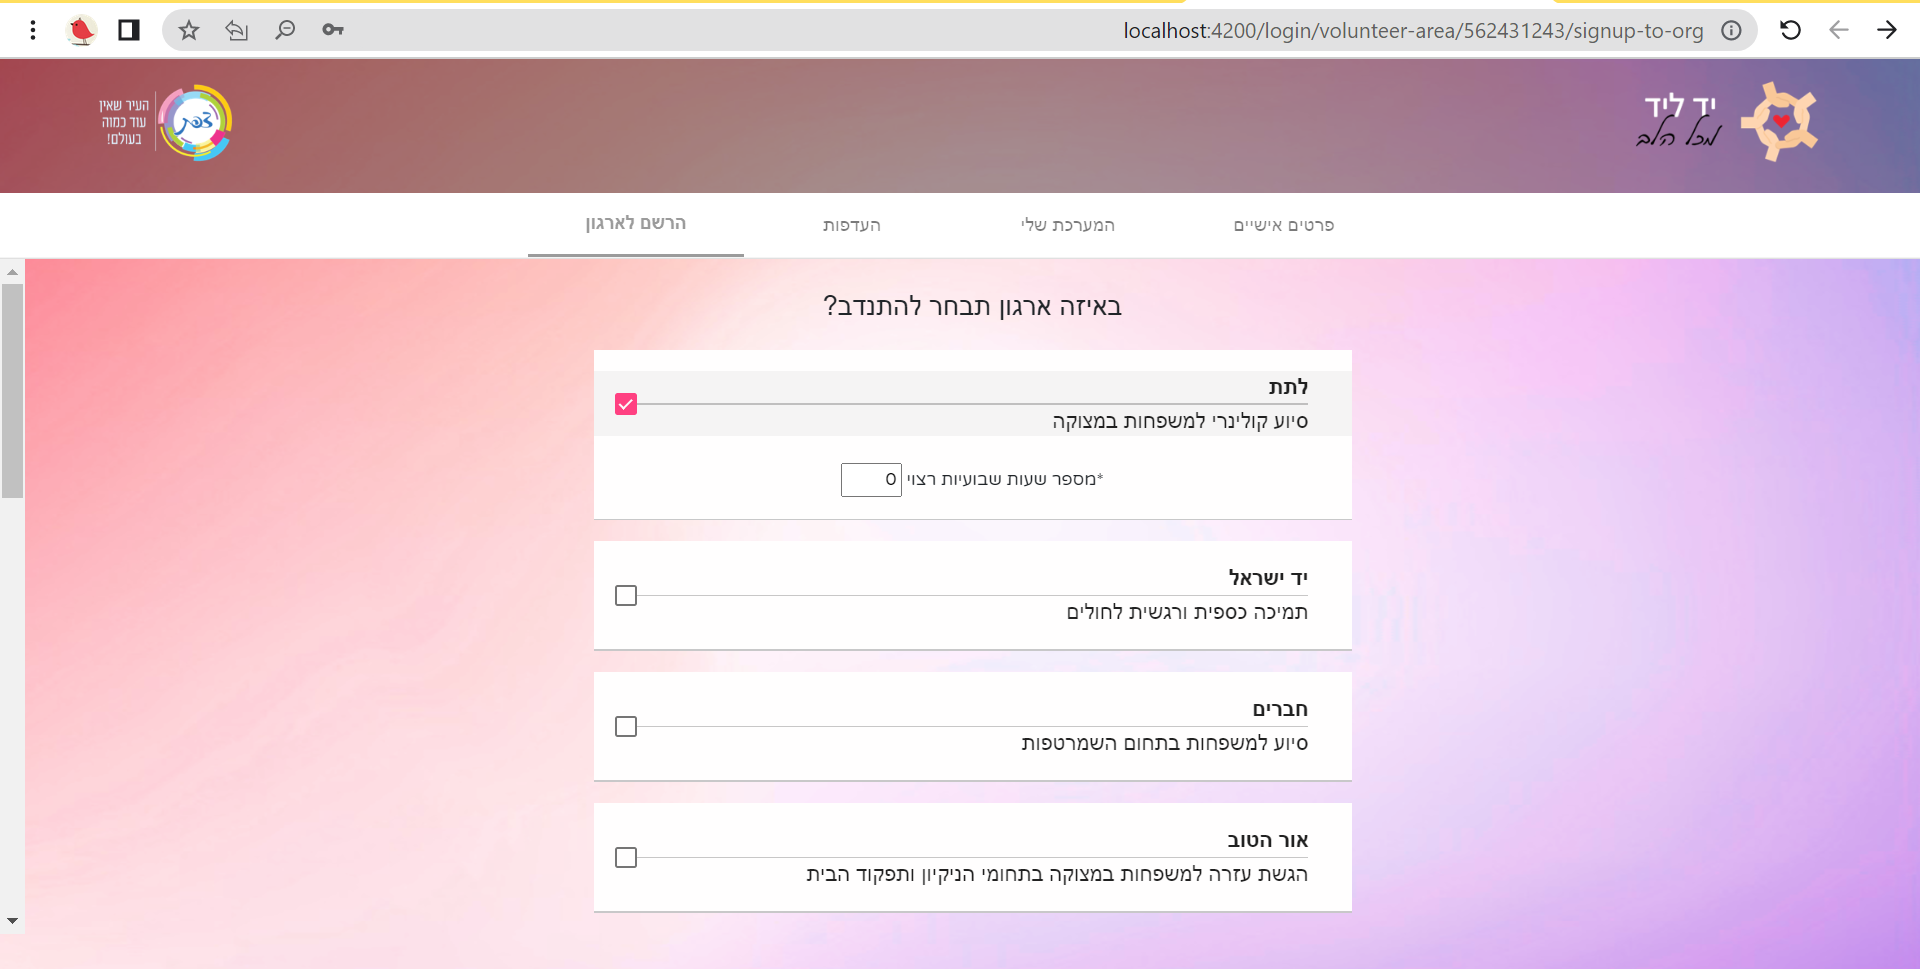 localhost:4200/login/volunteer-area/562431243/signup-to-org
יד ליד
מכל הלב
צפת
העיר שאין
עוד כמוה
בעולם!
פרטים אישיים
המערכת שלי
העדפות
הרשם לארגון
באיזה ארגון תבחר להתנדב?
לתת
סיוע קולינרי למשפחות במצוקה
*מספר שעות שבועיות רצוי 0
יד ישראל
תמיכה כספית ורגשית לחולים
חברים
סיוע למשפחות בתחום השמרטפות
אור הטוב
הגשת עזרה למשפחות במצוקה בתחומי הניקיון ותפקוד הבית